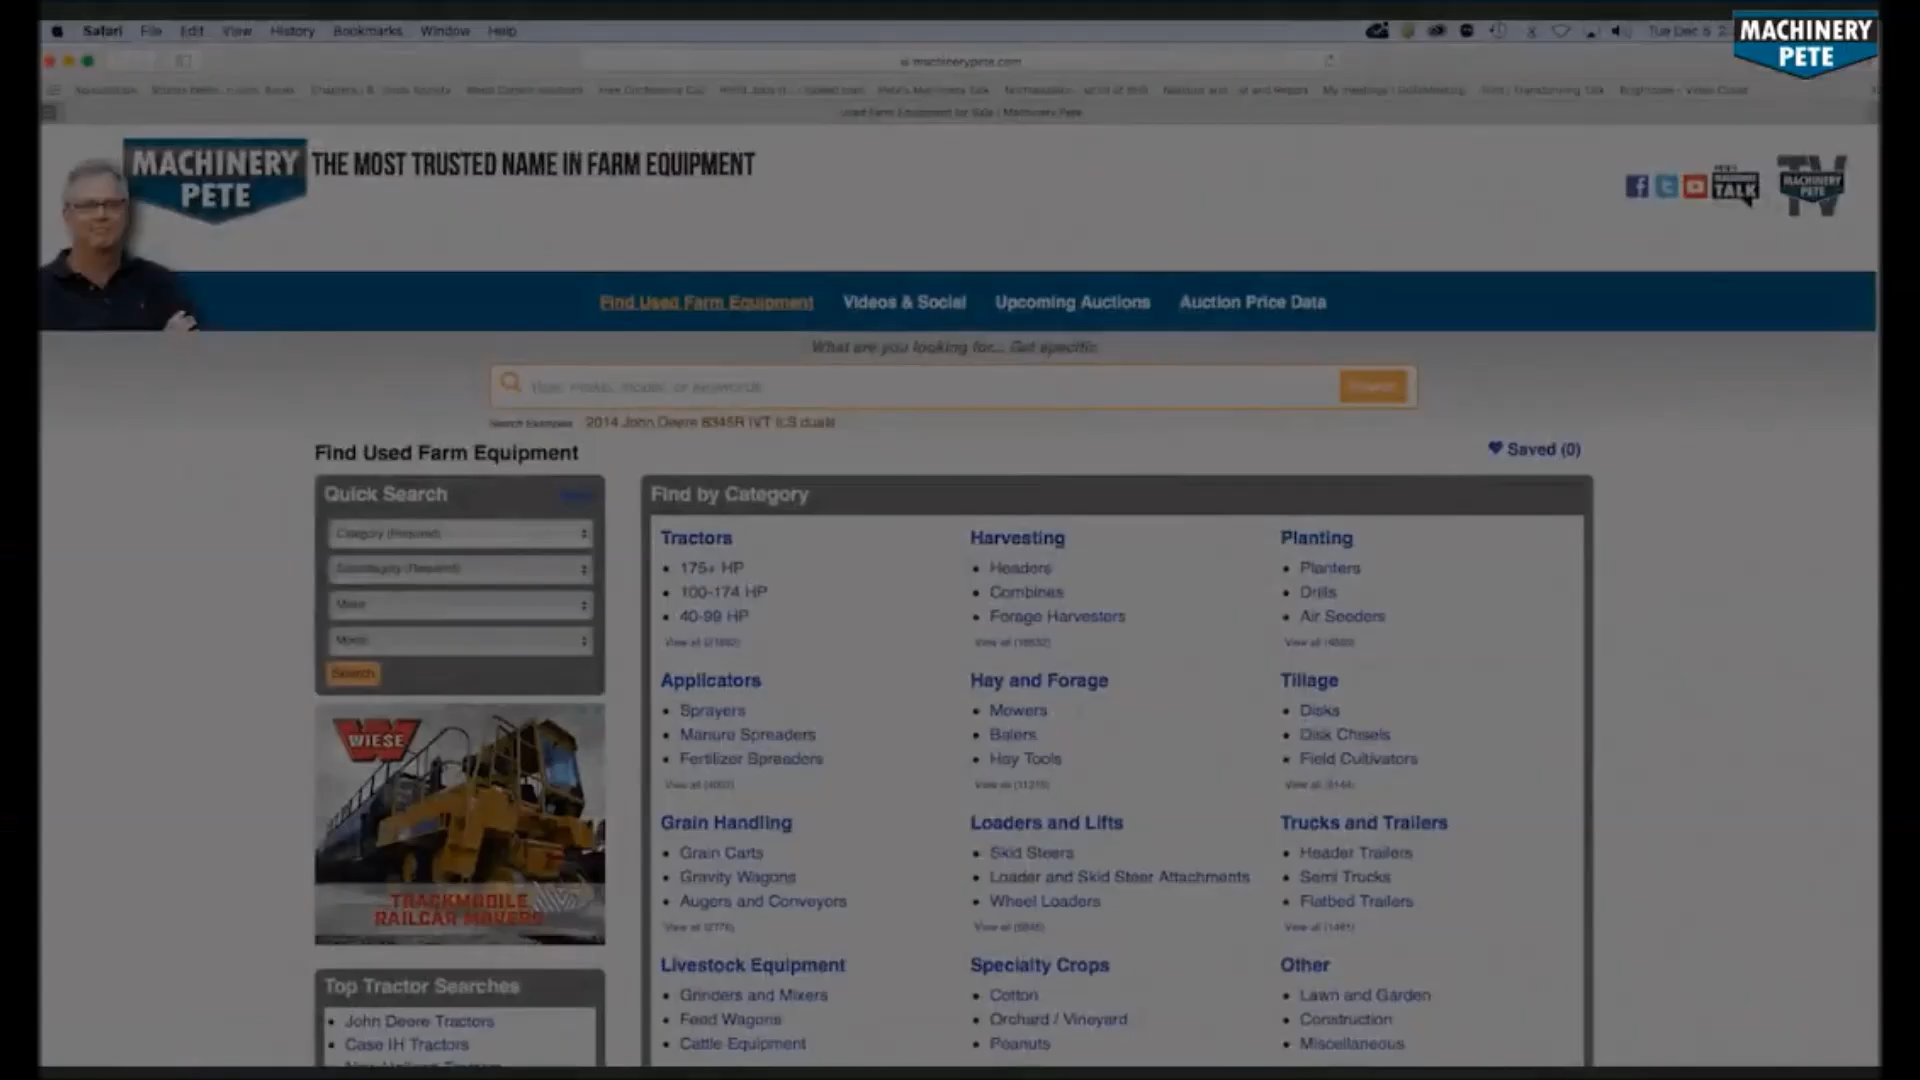 Safari File Edit View History Bookmarks Window Help
Tue Dec 5
MACHINERY
PETE
machinerypete.com
Used Farm Equipment for Sale | Machinery Pete
MACHINERY
PETE
THE MOST TRUSTED NAME IN FARM EQUIPMENT
TALK
MACHINERY
PETE
TV
Find Used Farm Equipment Videos & Social Upcoming Auctions Auction Price Data
What are you looking for... Get specific
Type, make, model, or keywords
Search
Search Examples 2014 John Deere 8345R IVT ILS duals
Find Used Farm Equipment
Saved (0)
Quick Search
Category (Required)
Subcategory (Required)
Make
Model
Search
WIESE
TRACKMOBILE
RAILCAR MOVERS
Top Tractor Searches
John Deere Tractors
Case IH Tractors
Find by Category
Tractors
175+ HP
100-174 HP
40-99 HP
View all
Harvesting
Headers
Combines
Forage Harvesters
View all
Planting
Planters
Drills
Air Seeders
View all
Applicators
Sprayers
Manure Spreaders
Fertilizer Spreaders
View all
Hay and Forage
Mowers
Balers
Hay Tools
View all
Tillage
Disks
Disk Chisels
Field Cultivators
View all
Grain Handling
Grain Carts
Gravity Wagons
Augers and Conveyors
View all
Loaders and Lifts
Skid Steers
Loader and Skid Steer Attachments
Wheel Loaders
View all
Trucks and Trailers
Header Trailers
Semi Trucks
Flatbed Trailers
View all
Livestock Equipment
Grinders and Mixers
Feed Wagons
Cattle Equipment
Specialty Crops
Cotton
Orchard / Vineyard
Peanuts
Other
Lawn and Garden
Construction
Miscellaneous